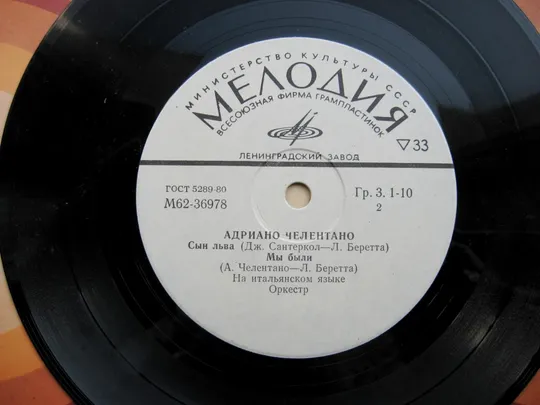 МИНИСТЕРСТВО КУЛЬТУРЫ СССР
МЕЛОДИЯ
ВСЕСОЮЗНАЯ ФИРМА ГРАМПЛАСТИНОК
▽33
ЛЕНИНГРАДСКИЙ ЗАВОД
ГОСТ 5289-80
М62-36978
Гр. 3. 1-10
2
АДРИАНО ЧЕЛЕНТАНО
Сын льва (Дж. Сантеркол—Л. Беретта)
Мы были
(А. Челентано—Л. Беретта)
На итальянском языке
Оркестр